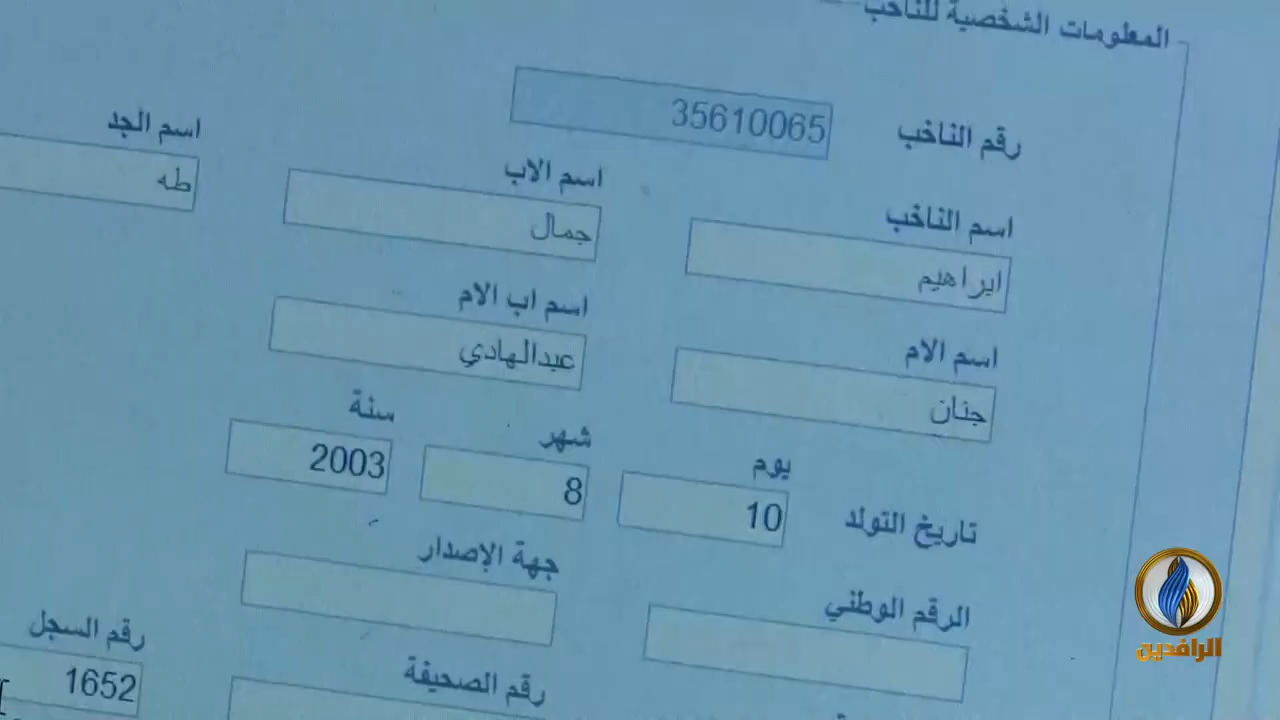 المعلومات الشخصية للناخب
رقم الناخب 35610065
اسم الناخب اسم الاب اسم الجد
ابراهيم جمال طه
اسم الام اسم اب الام
جنان عبدالهادي
يوم شهر سنة
تاريخ التولد 10 8 2003
الرقم الوطني جهة الإصدار
رقم الصحيفة رقم السجل
1652
الرافدين